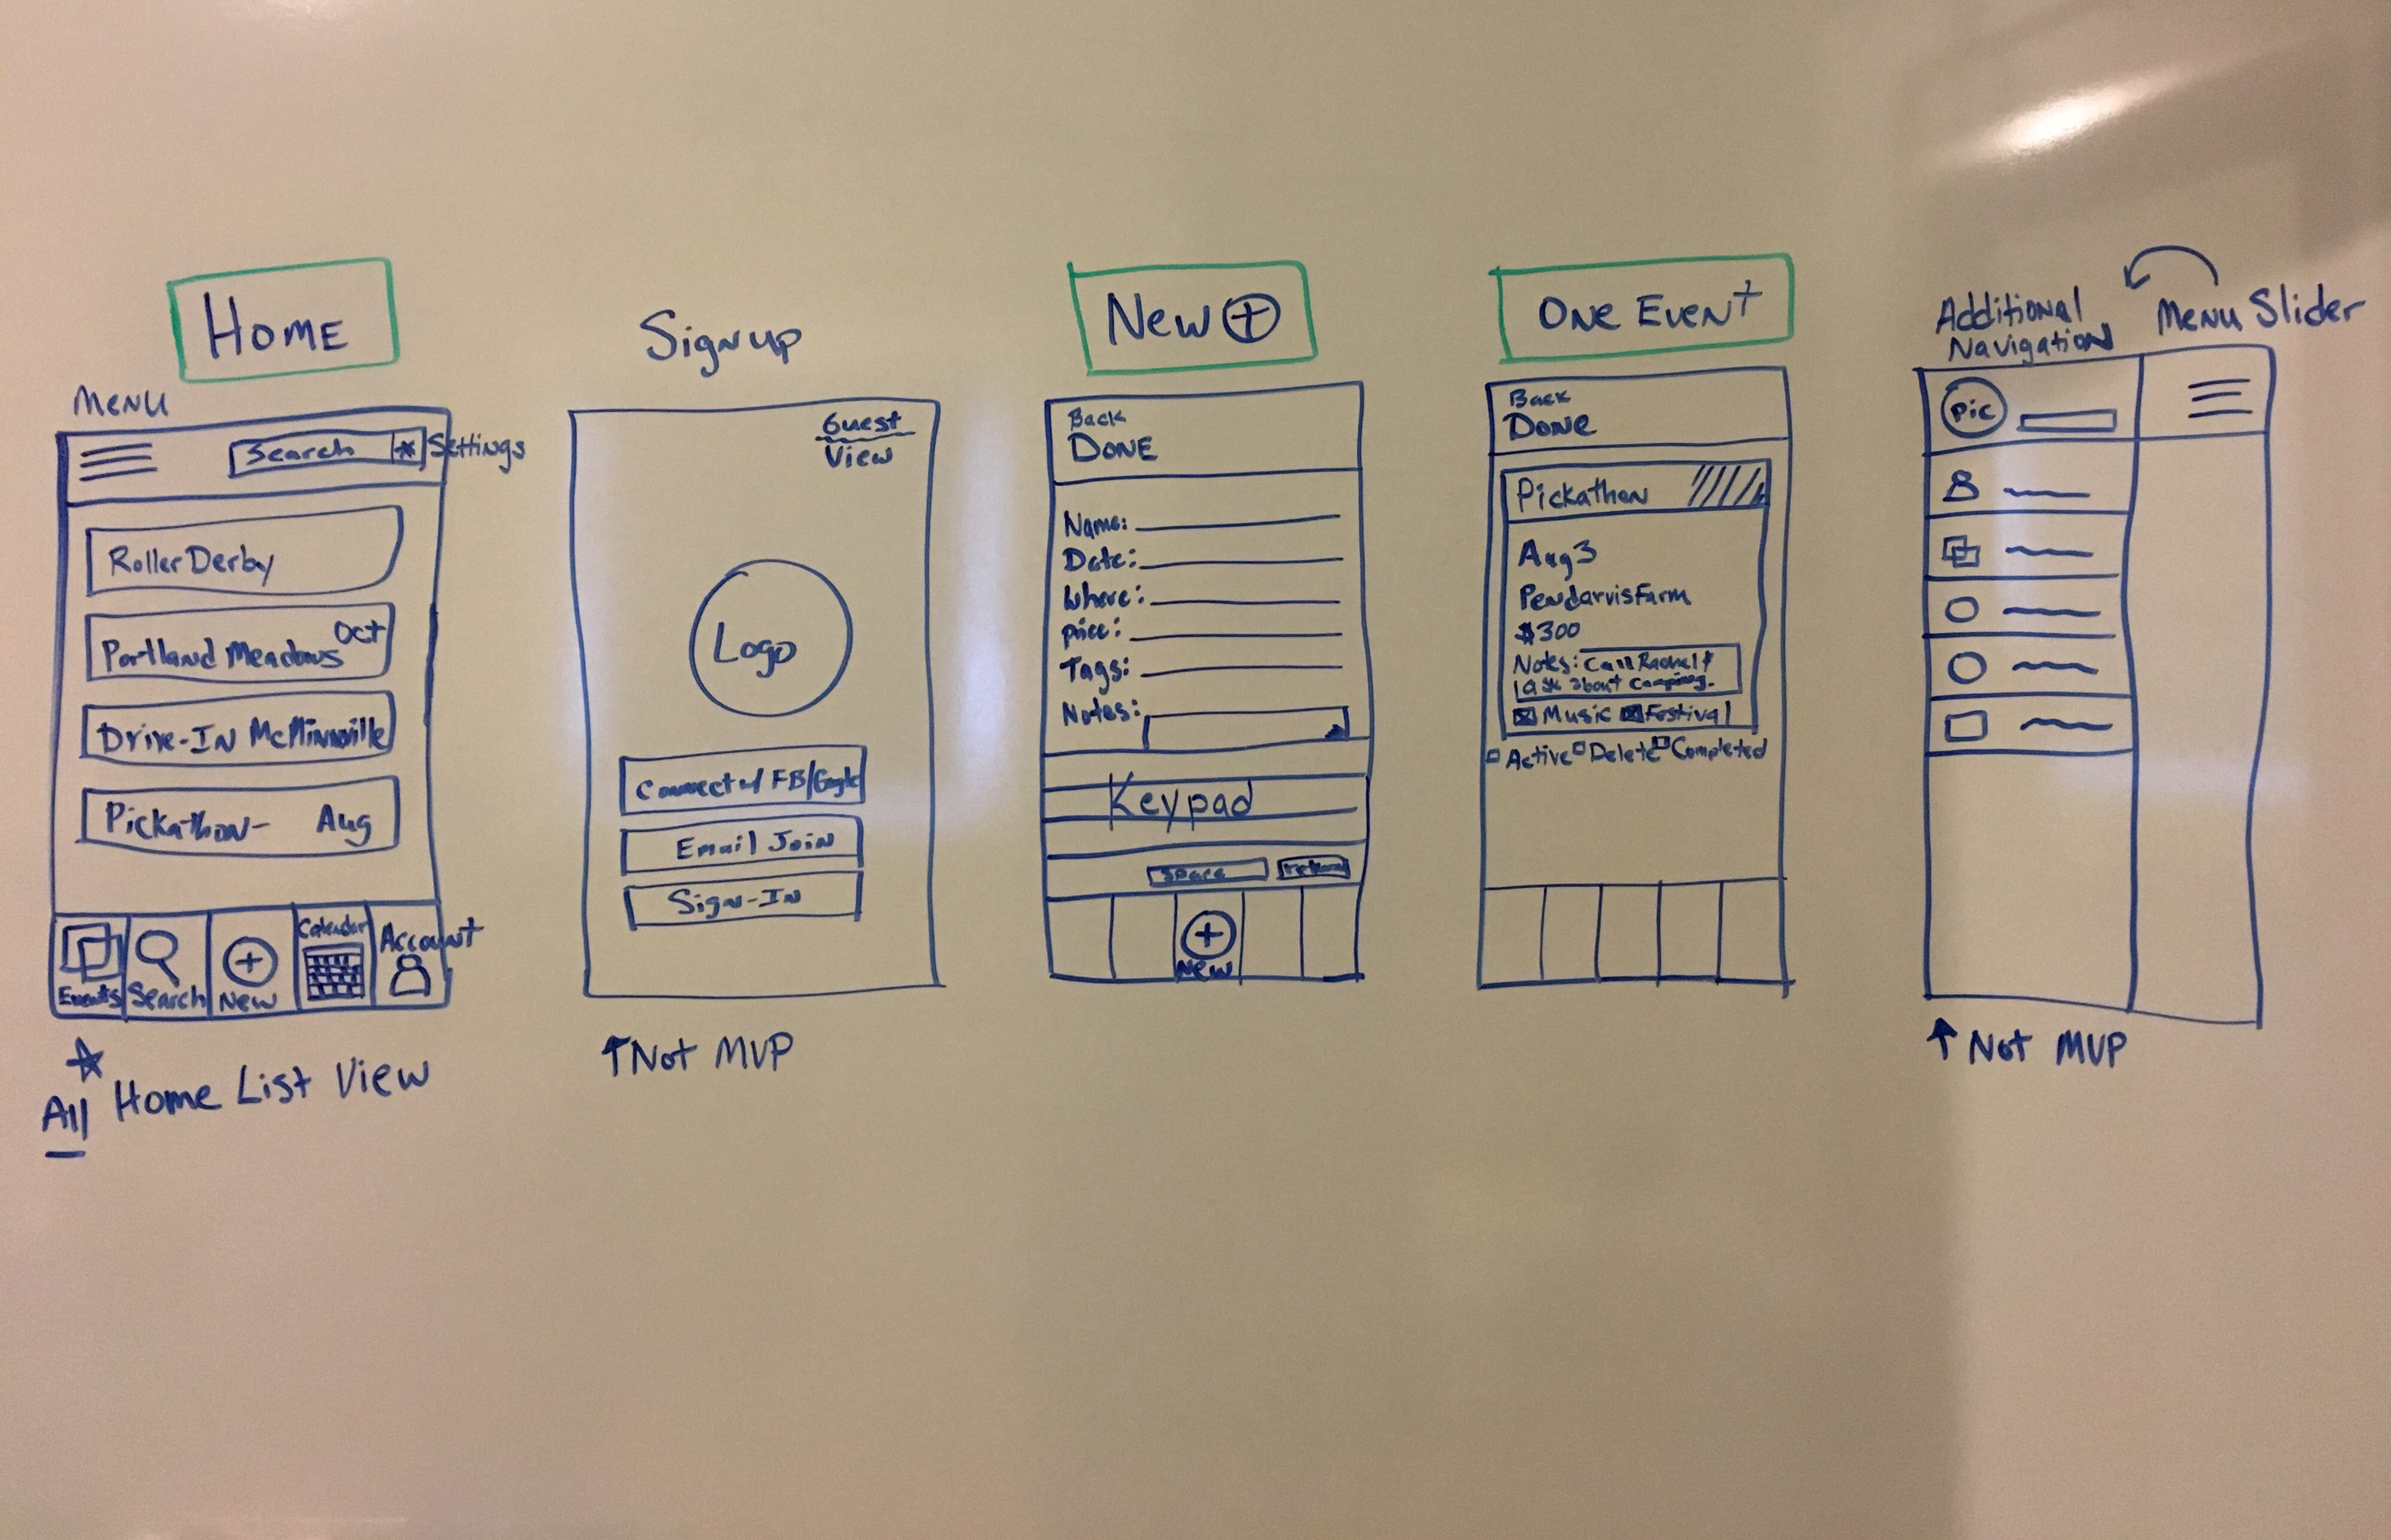 Home
Menu
Search * Settings
Roller Derby
Portland Meadows Oct
Drive-In McMinnville
Pickathon- Aug
Events
Search
New
Calendar
Account
All Home List View
Signup
Guest
View
Logo
Connect w/ FB/Google
Email Join
Sign-In
↑ Not MVP
New +
Back
Done
Name:
Date:
Where:
price:
Tags:
Notes:
Keypad
space return
New
One Event
Back
Done
Pickathon
Aug 3
Pendarvis Farm
$300
Notes: Call Rachel &
ask about camping.
Music Festival
Active Delete Completed
Additional
Navigation
Menu Slider
Pic
↑ Not MVP